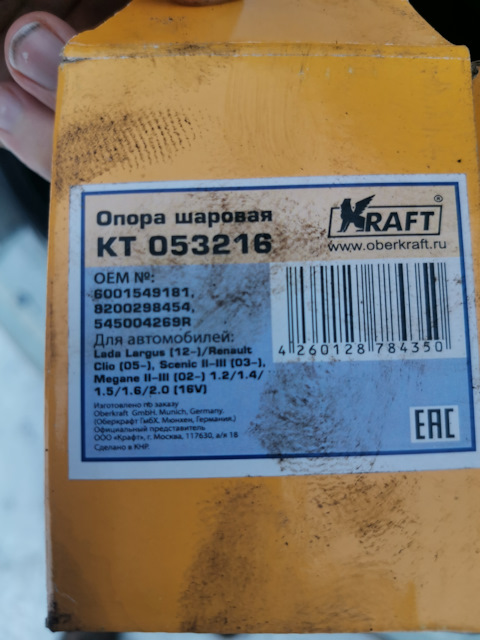 Опора шаровая
KT 053216
KRAFT®
www.oberkraft.ru
OEM №:
6001549181,
8200298454,
545004269R
Для автомобилей:
Lada Largus (12-)/Renault
Clio (05-), Scenic II-III (03-),
Megane II-III (02-) 1.2/1.4/
1.5/1.6/2.0 (16V)
4 260128 784350
Изготовлено по заказу
Oberkraft GmbH, Munich, Germany.
(Оберкрафт ГмбХ, Мюнхен, Германия.)
Официальный представитель
ООО «Крафт», г. Москва, 117630, а/я 18
Сделано в КНР.
EAC